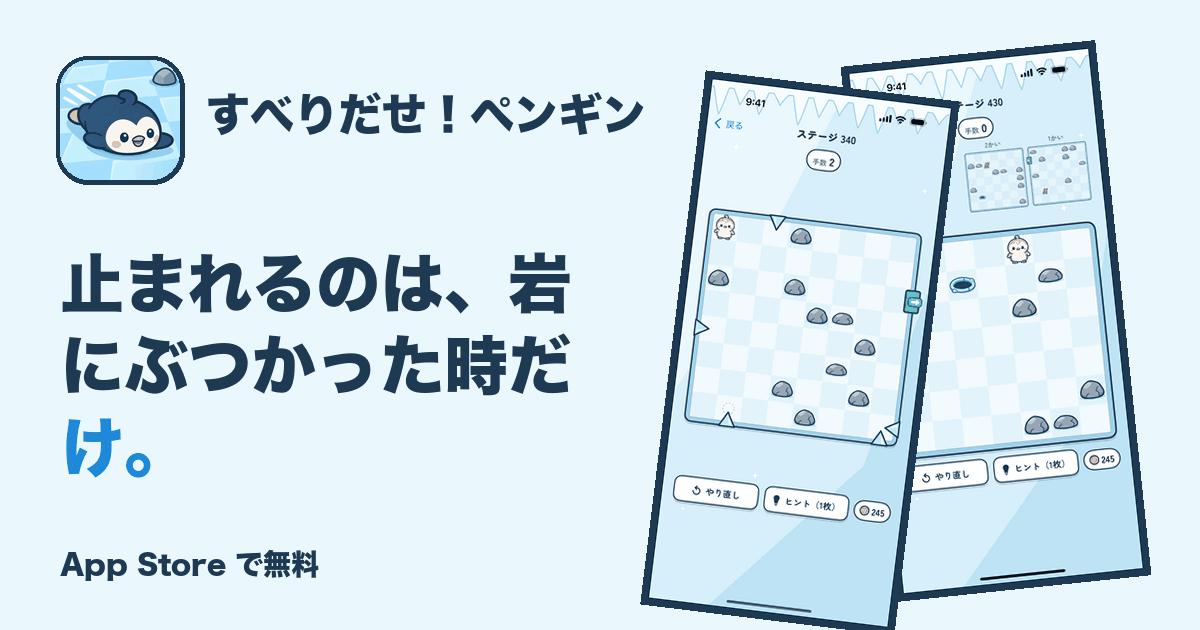 すべりだせ！ペンギン
止まれるのは、岩
にぶつかった時だ
け。
App Store で無料
9:41
戻る
ステージ 340
手数 2
やり直し
ヒント（1枚）
245
9:41
ージ 430
手数 0
2かい
1かい
やり直し
ヒント（1枚）
245